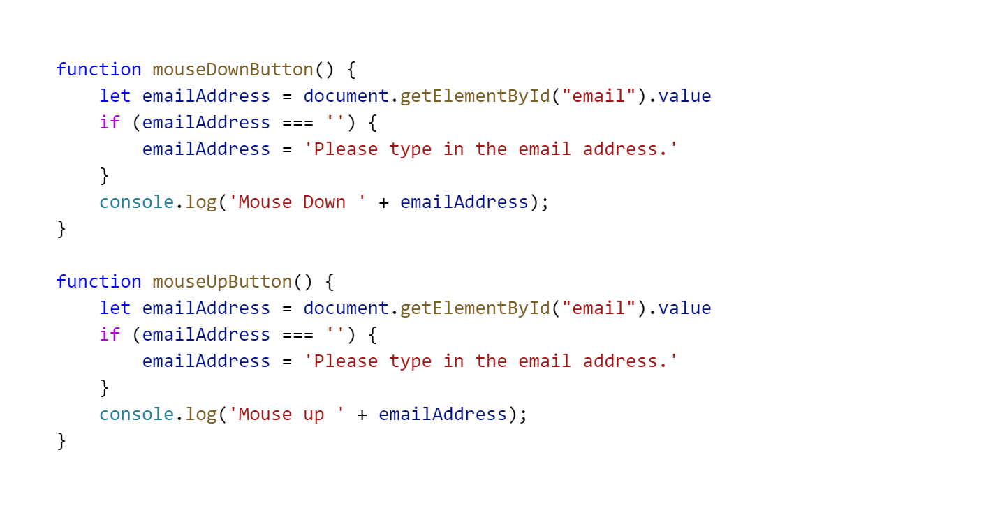 function mouseDownButton() {
    let emailAddress = document.getElementById("email").value
    if (emailAddress === '') {
        emailAddress = 'Please type in the email address.'
    }
    console.log('Mouse Down ' + emailAddress);
}

function mouseUpButton() {
    let emailAddress = document.getElementById("email").value
    if (emailAddress === '') {
        emailAddress = 'Please type in the email address.'
    }
    console.log('Mouse up ' + emailAddress);
}